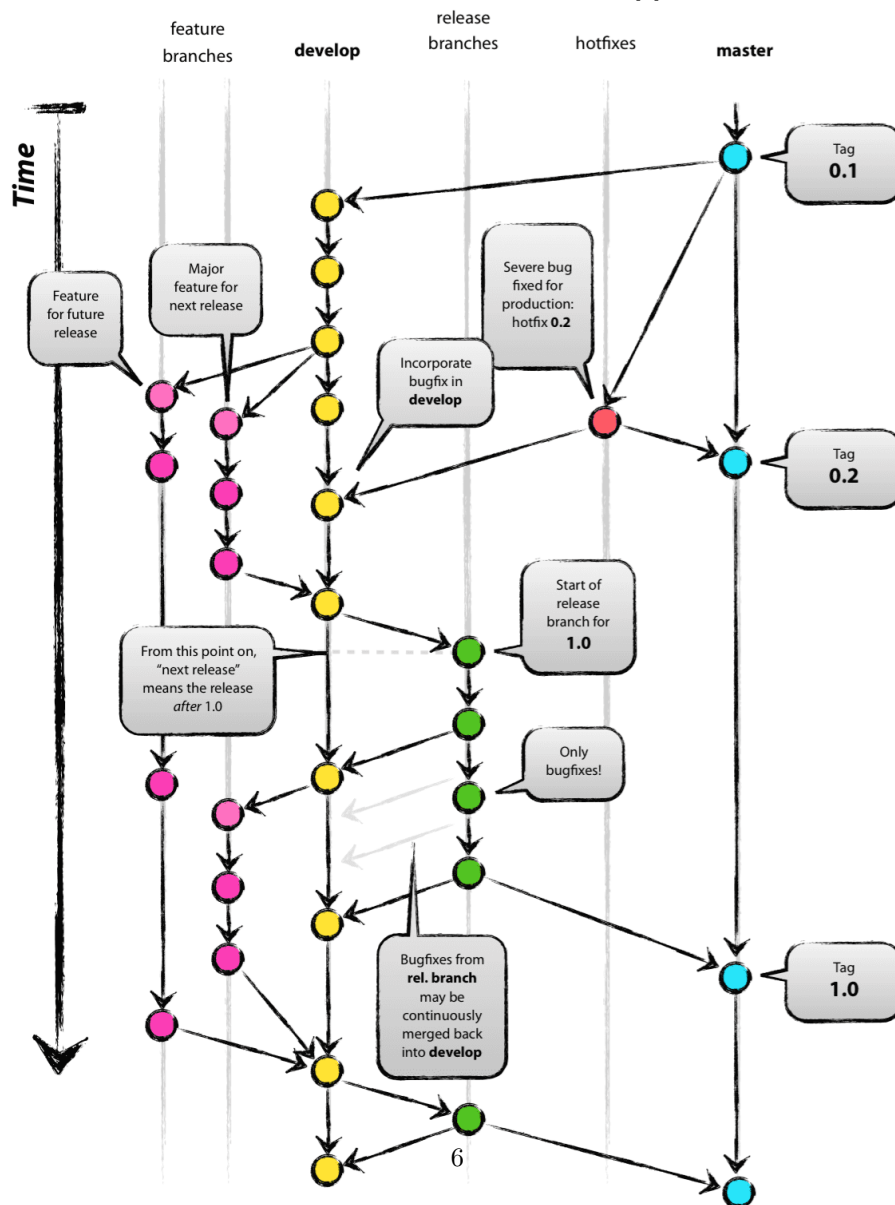 feature
branches
develop
release
branches
hotfixes
master
Time
Tag
0.1
Feature
for future
release
Major
feature for
next release
Severe bug
fixed for
production:
hotfix 0.2
Incorporate
bugfix in
develop
Tag
0.2
Start of
release
branch for
1.0
From this point on,
“next release”
means the release
after 1.0
Only
bugfixes!
Bugfixes from
rel. branch
may be
continuously
merged back
into develop
Tag
1.0
6